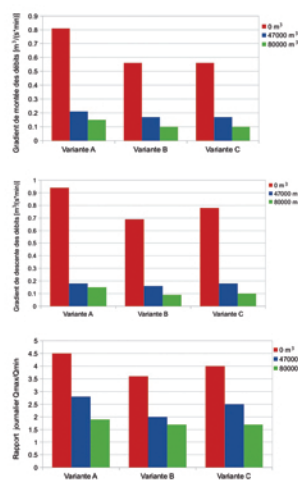 Gradient de montée des débits [m³/(s*min)]
0.9
0.8
0.7
0.6
0.5
0.4
0.3
0.2
0.1
0
Variante A Variante B Variante C
0 m³
47000 m³
80000 m³
Gradient de descente des débits [m³/(s*min)]
1
0.9
0.8
0.7
0.6
0.5
0.4
0.3
0.2
0.1
0
Variante A Variante B Variante C
0 m³
47000 m
80000 m
Rapport journalier Qmax/Qmin
4.5
4
3.5
3
2.5
2
1.5
1
0.5
0
Variante A Variante B Variante C
0 m³
47000
80000